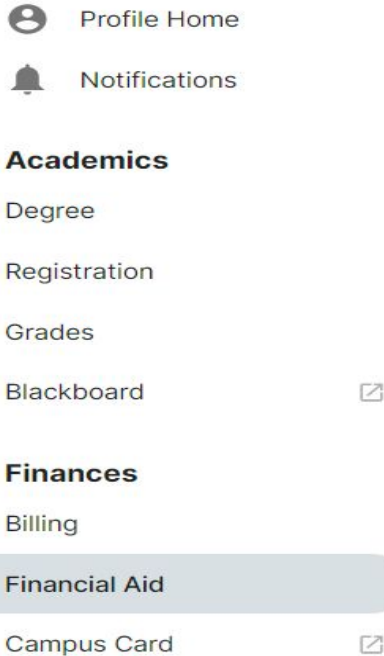 Profile Home
Notifications
Academics
Degree
Registration
Grades
Blackboard
Finances
Billing
Financial Aid
Campus Card